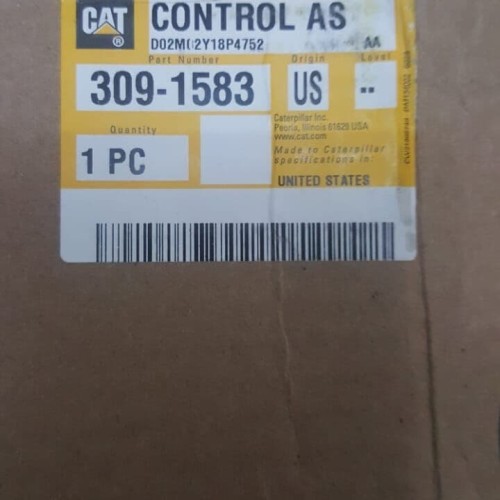 CAT ®
CONTROL AS
D02M02Y18P4752 AA
Part Number Origin Level
309-1583 US --
Quantity
1 PC
Caterpillar Inc.
Peoria, Illinois 61629 USA
www.cat.com
Made to Caterpillar
specifications in:
UNITED STATES